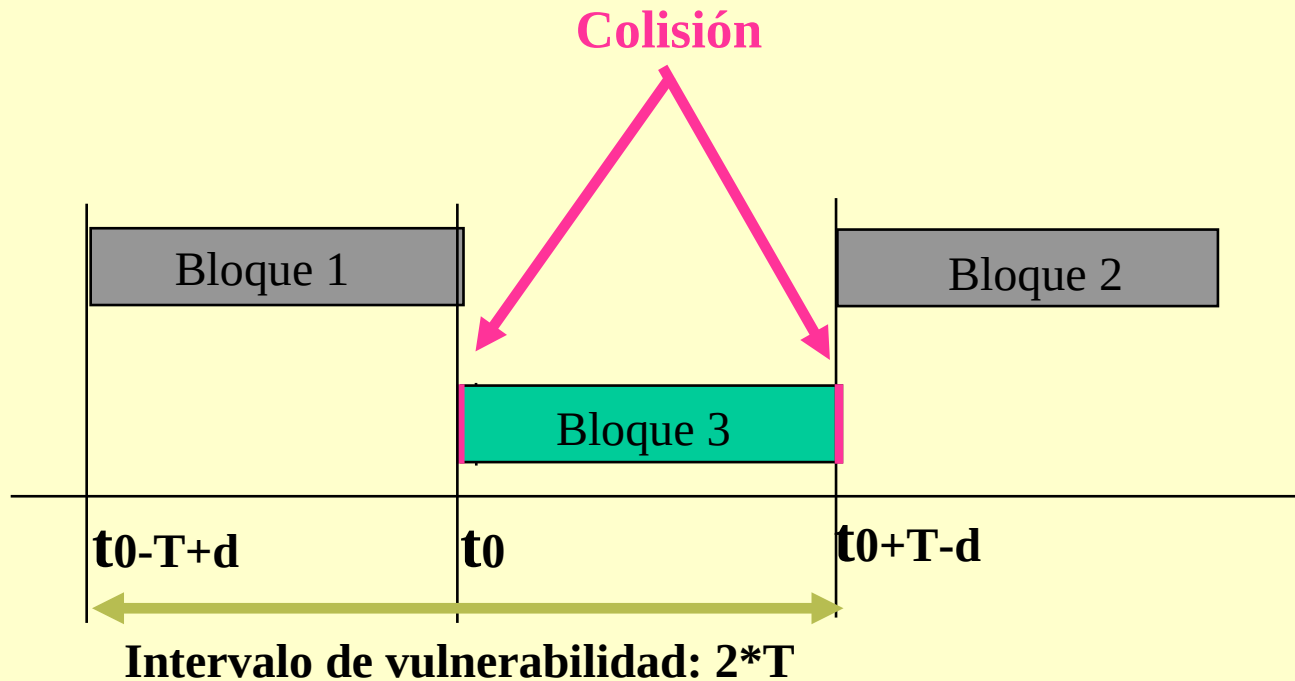 Colisión
Bloque 1
Bloque 2
Bloque 3
t0-T+d
t0
t0+T-d
Intervalo de vulnerabilidad: 2*T